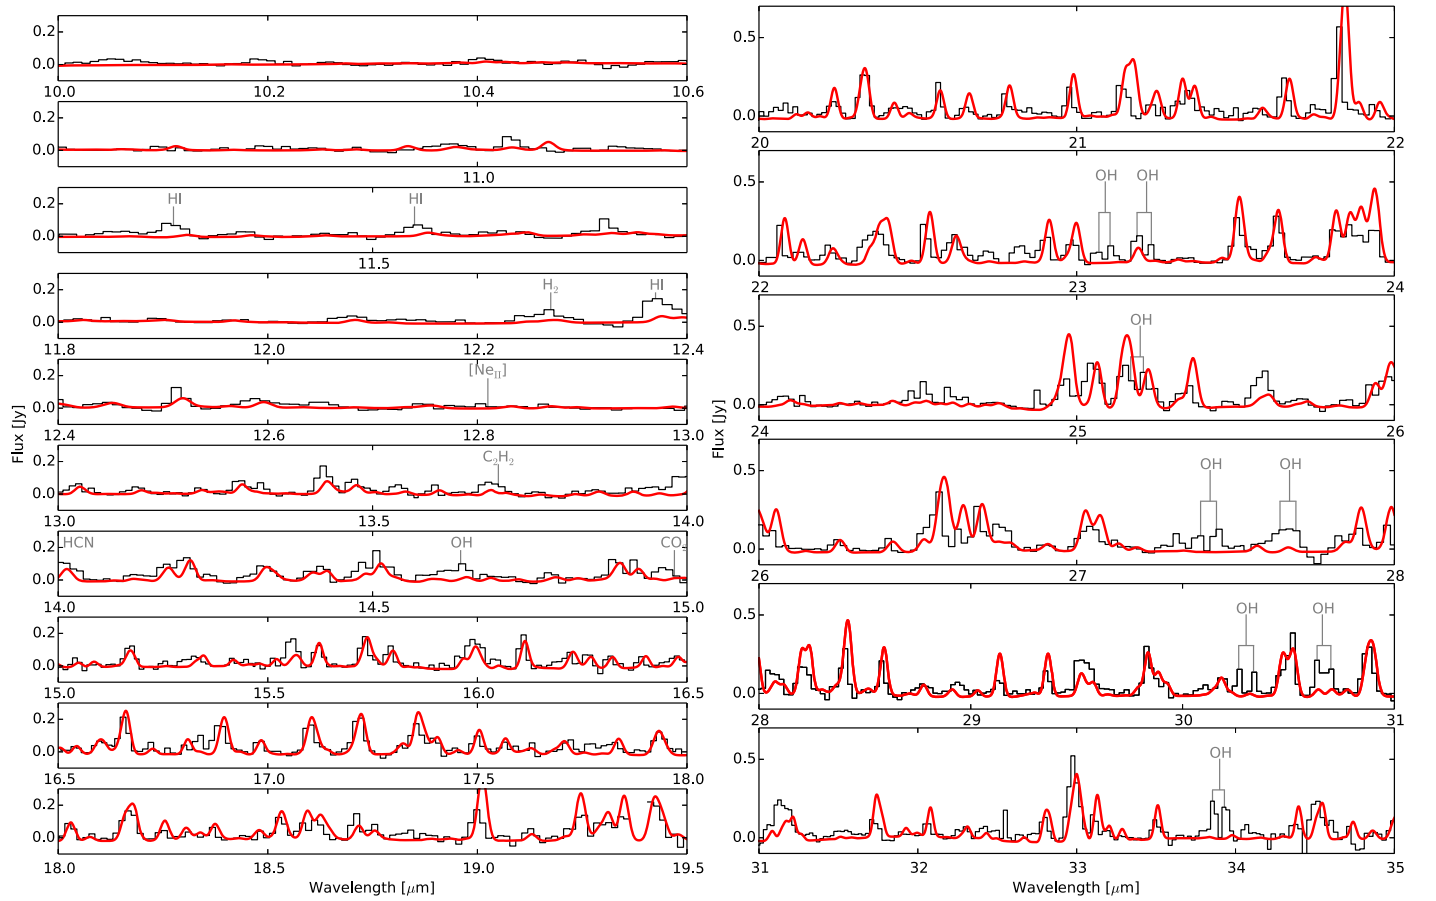 0.2
0.0
10.0 10.2 10.4 10.6
0.2
0.0
11.0
HI HI
0.2
0.0
11.5
H₂ HI
0.2
0.0
11.8 12.0 12.2 12.4
[Ne II]
0.2
0.0
12.4 12.6 12.8 13.0
C₂H₂
0.2
0.0
13.0 13.5 14.0
HCN OH CO
0.2
0.0
14.0 14.5 15.0
0.2
0.0
15.0 15.5 16.0 16.5
0.2
0.0
16.5 17.0 17.5 18.0
0.2
0.0
18.0 18.5 19.0 19.5
Wavelength [μm]
Flux [Jy]
0.5
0.0
20 21 22
OH OH
0.5
0.0
22 23 24
OH
0.5
0.0
24 25 26
OH OH
0.5
0.0
26 27 28
OH OH
0.5
0.0
28 29 30 31
OH
0.5
0.0
31 32 33 34 35
Wavelength [μm]
Flux [Jy]